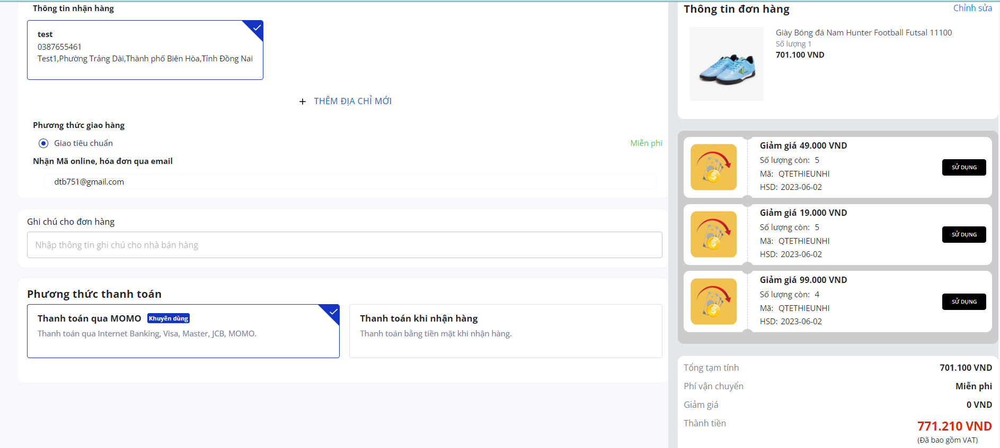 Thông tin nhận hàng
test
0387655461
Test1,Phường Trảng Dài,Thành phố Biên Hòa,Tỉnh Đồng Nai
+ THÊM ĐỊA CHỈ MỚI
Phương thức giao hàng
Giao tiêu chuẩn
Miễn phí
Nhận Mã online, hóa đơn qua email
dtb751@gmail.com
Ghi chú cho đơn hàng
Nhập thông tin ghi chú cho nhà bán hàng
Phương thức thanh toán
Thanh toán qua MOMO Khuyên dùng
Thanh toán qua Internet Banking, Visa, Master, JCB, MOMO.
Thanh toán khi nhận hàng
Thanh toán bằng tiền mặt khi nhận hàng.
Thông tin đơn hàng
Chỉnh sửa
Giày Bóng đá Nam Hunter Football Futsal 11100
Số lượng 1
701.100 VND
Giảm giá 49.000 VND
Số lượng còn: 5
Mã: QTETHIEUNHI
HSD: 2023-06-02
SỬ DỤNG
Giảm giá 19.000 VND
Số lượng còn: 5
Mã: QTETHIEUNHI
HSD: 2023-06-02
SỬ DỤNG
Giảm giá 99.000 VND
Số lượng còn: 4
Mã: QTETHIEUNHI
HSD: 2023-06-02
SỬ DỤNG
Tổng tạm tính 701.100 VND
Phí vận chuyển Miễn phi
Giảm giá 0 VND
Thành tiền 771.210 VND
(Đã bao gồm VAT)